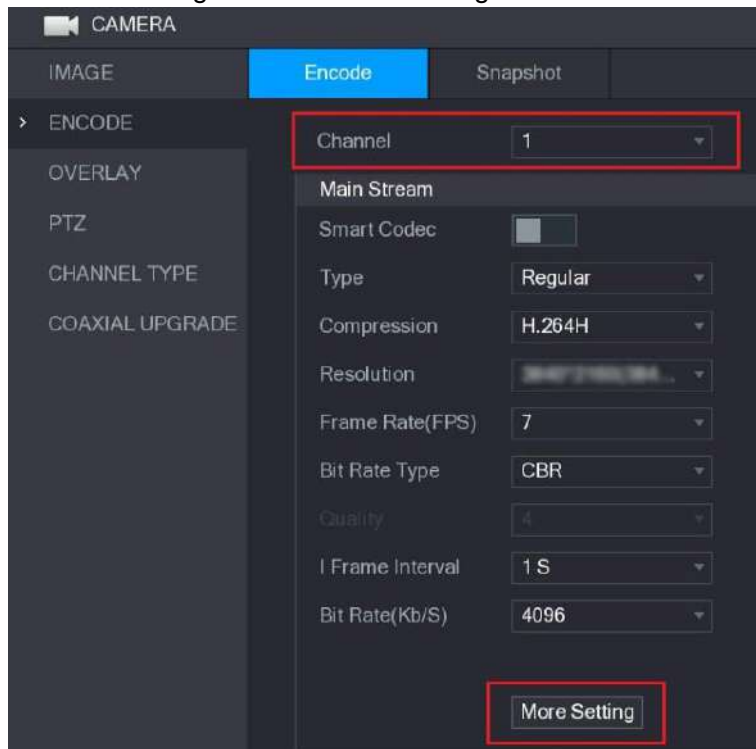 CAMERA
IMAGE
Encode Snapshot
ENCODE
Channel 1
OVERLAY
Main Stream
PTZ
Smart Codec
CHANNEL TYPE
Type Regular
COAXIAL UPGRADE
Compression H.264H
Resolution
Frame Rate(FPS) 7
Bit Rate Type CBR
Quality 4
I Frame Interval 1 S
Bit Rate(Kb/S) 4096
More Setting